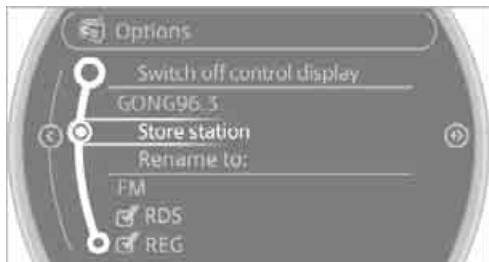 Options
Switch off control display
GONG96.3
Store station
Rename to:
FM
RDS
REG